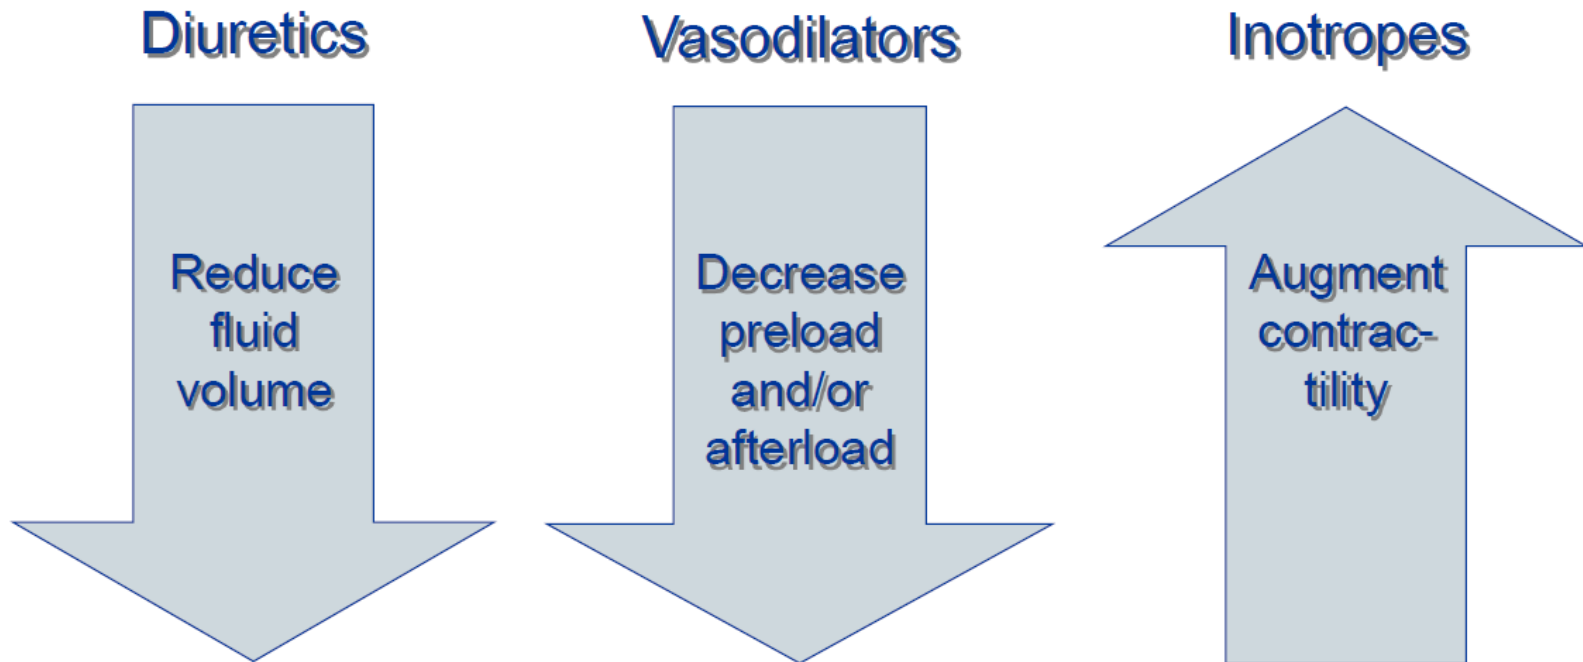 Diuretics
Reduce
fluid
volume
Vasodilators
Decrease
preload
and/or
afterload
Inotropes
Augment
contrac-
tility